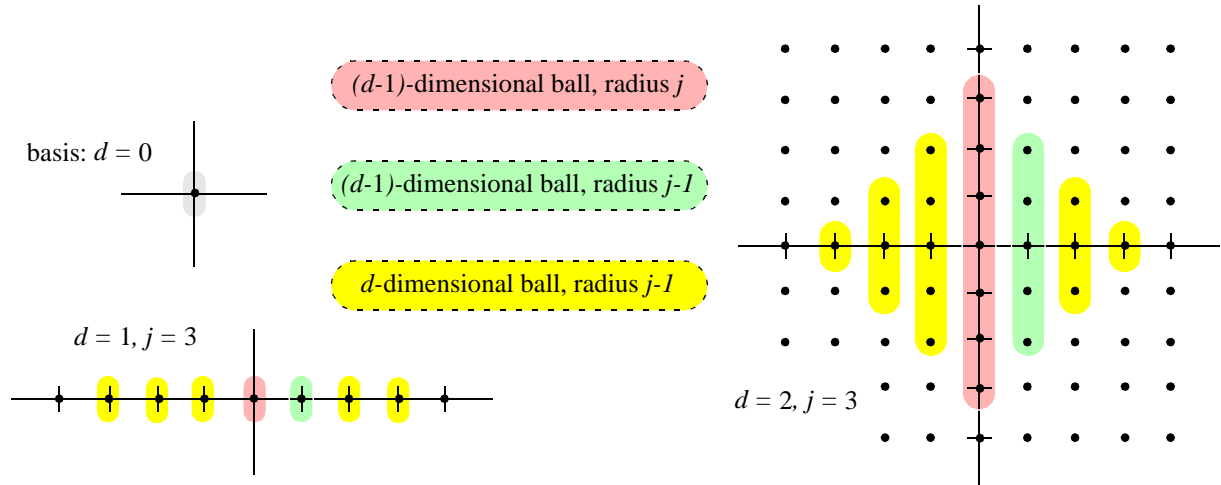 basis: d = 0
(d-1)-dimensional ball, radius j
(d-1)-dimensional ball, radius j-1
d-dimensional ball, radius j-1
d = 1, j = 3
d = 2, j = 3